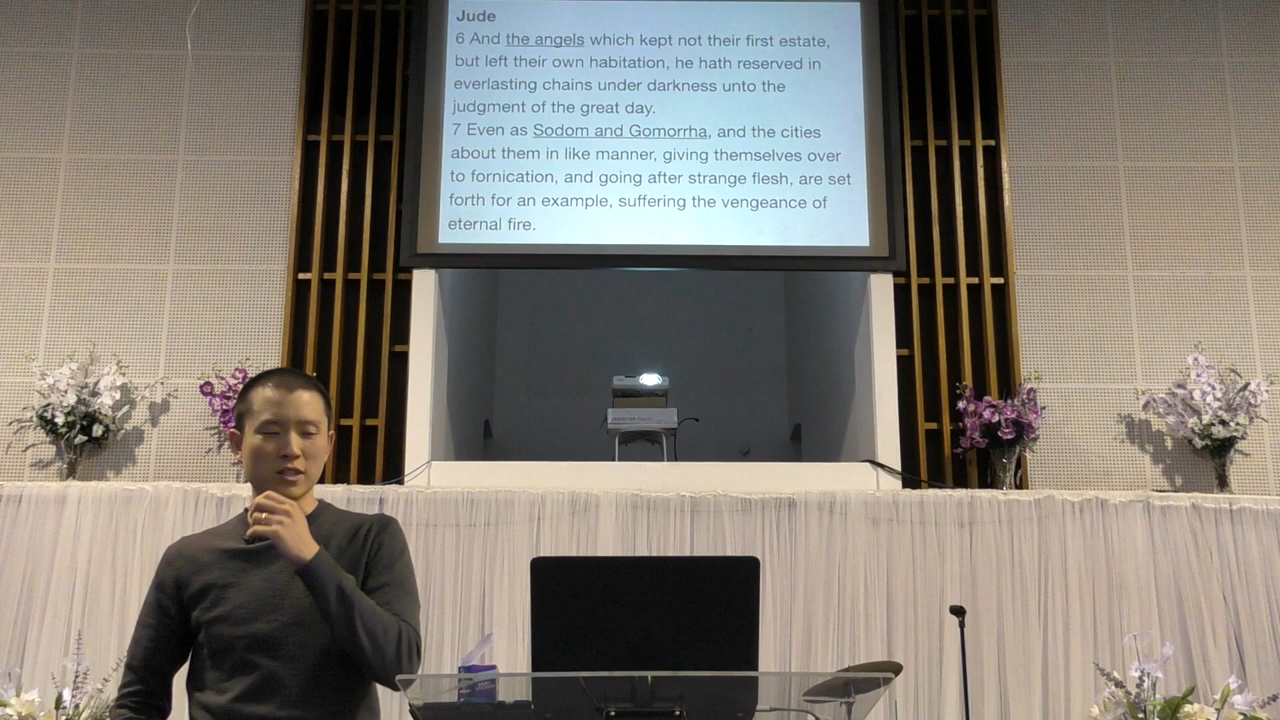 Jude
6 And the angels which kept not their first estate,
but left their own habitation, he hath reserved in
everlasting chains under darkness unto the
judgment of the great day.
7 Even as Sodom and Gomorrha, and the cities
about them in like manner, giving themselves over
to fornication, and going after strange flesh, are set
forth for an example, suffering the vengeance of
eternal fire.